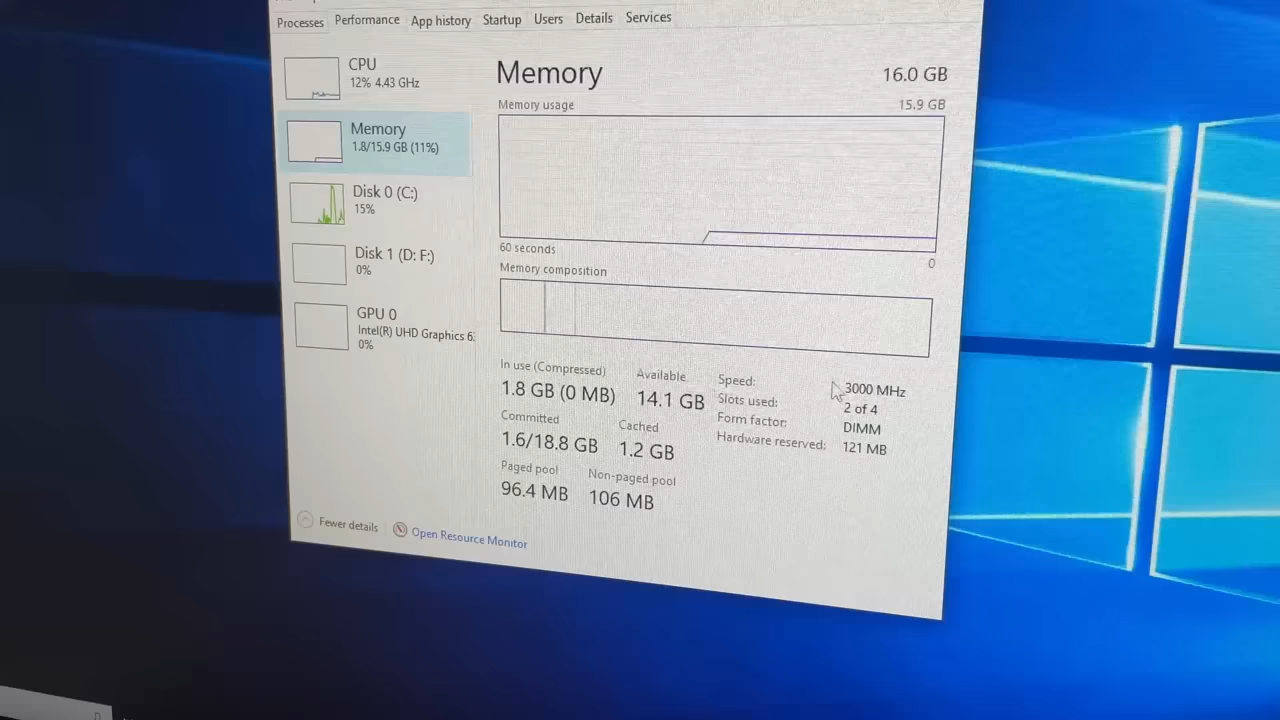 Processes Performance App history Startup Users Details Services
CPU
12% 4.43 GHz
Memory
1.8/15.9 GB (11%)
Disk 0 (C:)
15%
Disk 1 (D: F:)
0%
GPU 0
Intel(R) UHD Graphics 6
0%
Memory 16.0 GB
Memory usage 15.9 GB
60 seconds 0
Memory composition
In use (Compressed) Available
1.8 GB (0 MB) 14.1 GB
Committed Cached
1.6/18.8 GB 1.2 GB
Paged pool Non-paged pool
96.4 MB 106 MB
Speed: 3000 MHz
Slots used: 2 of 4
Form factor: DIMM
Hardware reserved: 121 MB
Fewer details Open Resource Monitor